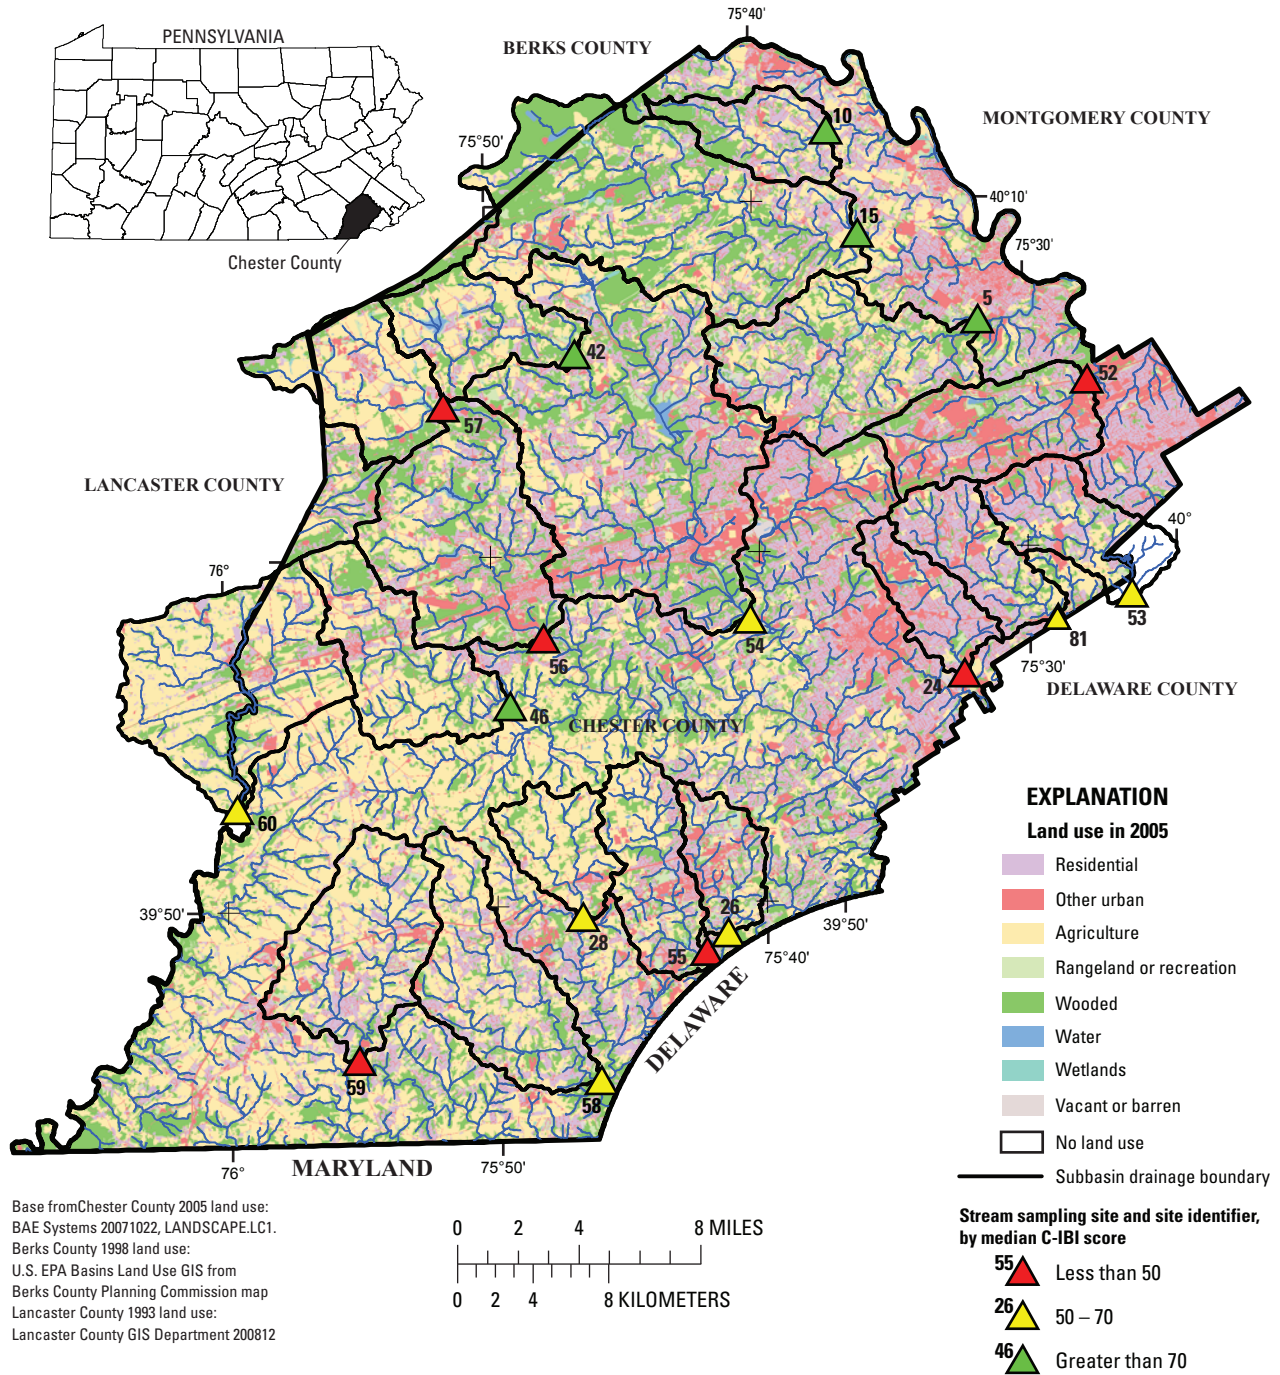 PENNSYLVANIA
Chester County
75°40'
BERKS COUNTY
MONTGOMERY COUNTY
75°50'
10
40°10'
15
75°30'
5
42
52
57
LANCASTER COUNTY
40°
76°
53
81
54
56
75°30'
24
DELAWARE COUNTY
46
CHESTER COUNTY
60
39°50'
26
28
39°50'
55
75°40'
DELAWARE
59
58
76°
MARYLAND
75°50'
EXPLANATION
Land use in 2005
Residential
Other urban
Agriculture
Rangeland or recreation
Wooded
Water
Wetlands
Vacant or barren
No land use
Subbasin drainage boundary
Stream sampling site and site identifier,
by median C-IBI score
55 Less than 50
26 50 – 70
46 Greater than 70
Base fromChester County 2005 land use:
BAE Systems 20071022, LANDSCAPE.LC1.
Berks County 1998 land use:
U.S. EPA Basins Land Use GIS from
Berks County Planning Commission map
Lancaster County 1993 land use:
Lancaster County GIS Department 200812
0 2 4 8 MILES
0 2 4 8 KILOMETERS